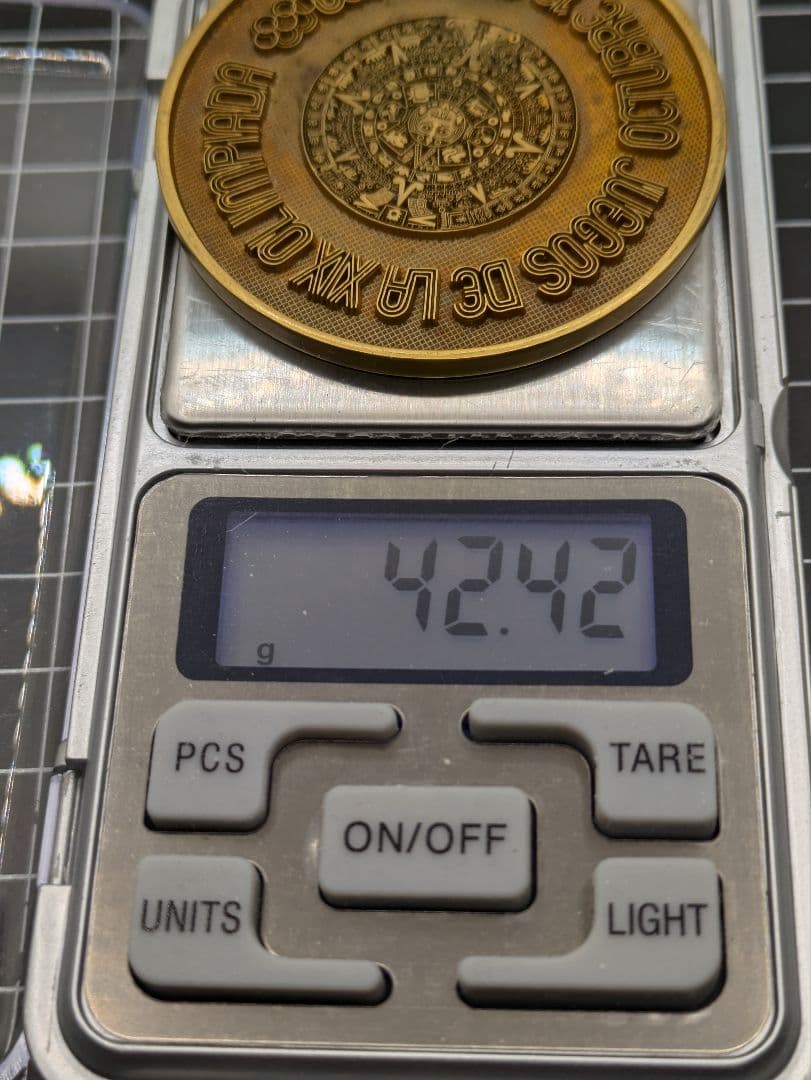 JUEGOS DE LA XIX OLIMPIADA
OCTUBRE
42.42
g
PCS
TARE
ON/OFF
UNITS
LIGHT